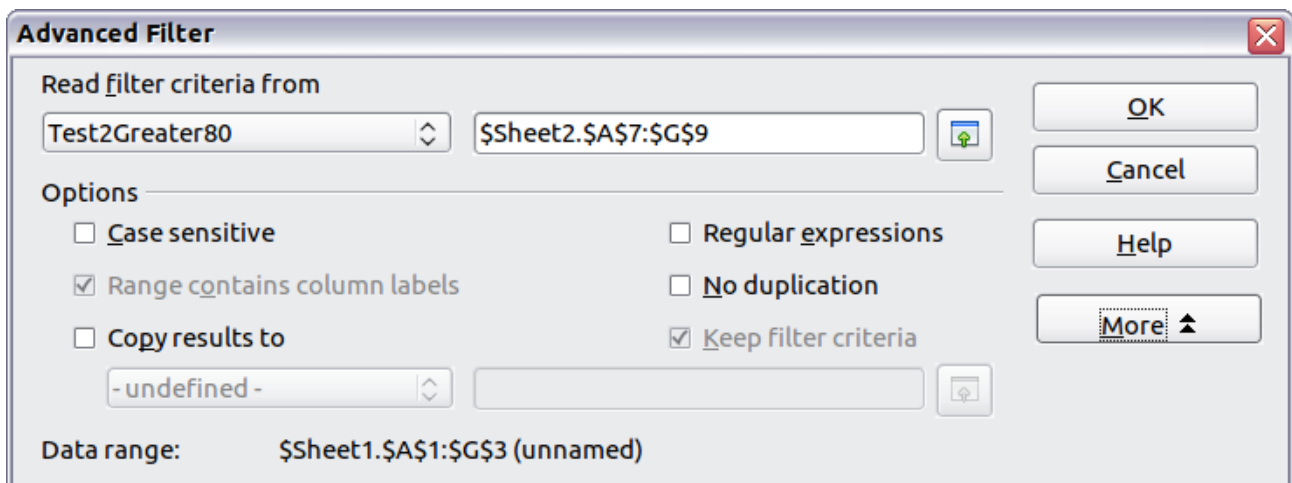 Advanced Filter
Read filter criteria from
Test2Greater80 $Sheet2.$A$7:$G$9
OK
Cancel
Options
Case sensitive Regular expressions
Help
Range contains column labels No duplication
More
Copy results to Keep filter criteria
- undefined -
Data range: $Sheet1.$A$1:$G$3 (unnamed)